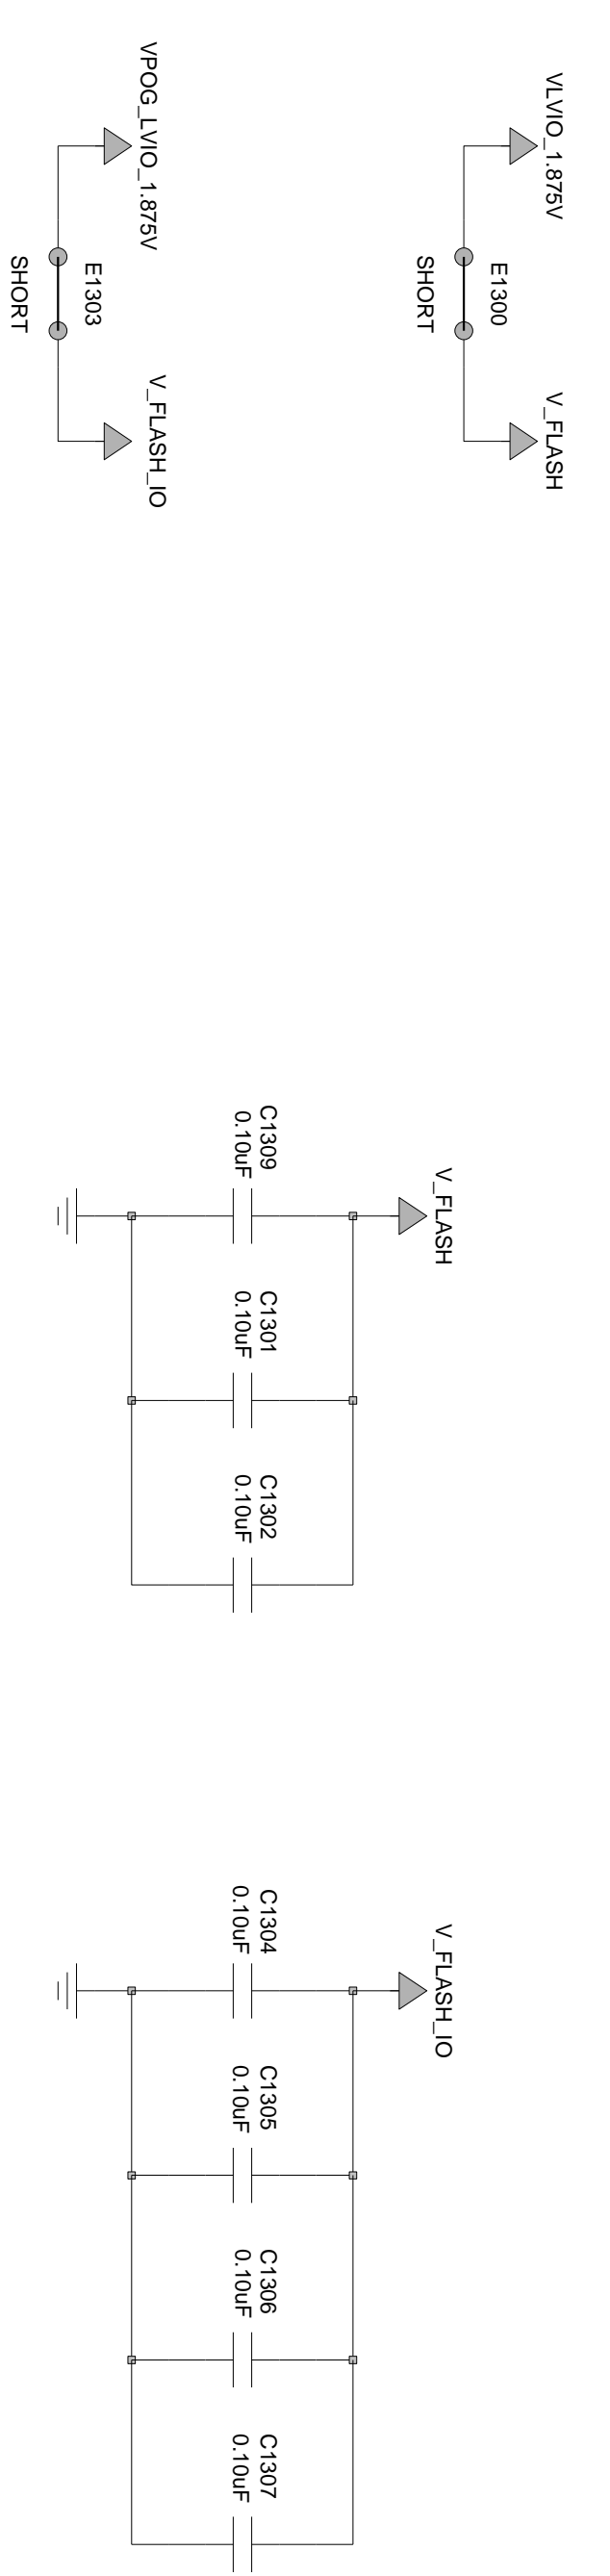 VLVIO_1.875V
E1300
SHORT
V_FLASH
VPOG_LVIO_1.875V
E1303
SHORT
V_FLASH_IO
V_FLASH
C1309
0.10uF
C1301
0.10uF
C1302
0.10uF
V_FLASH_IO
C1304
0.10uF
C1305
0.10uF
C1306
0.10uF
C1307
0.10uF